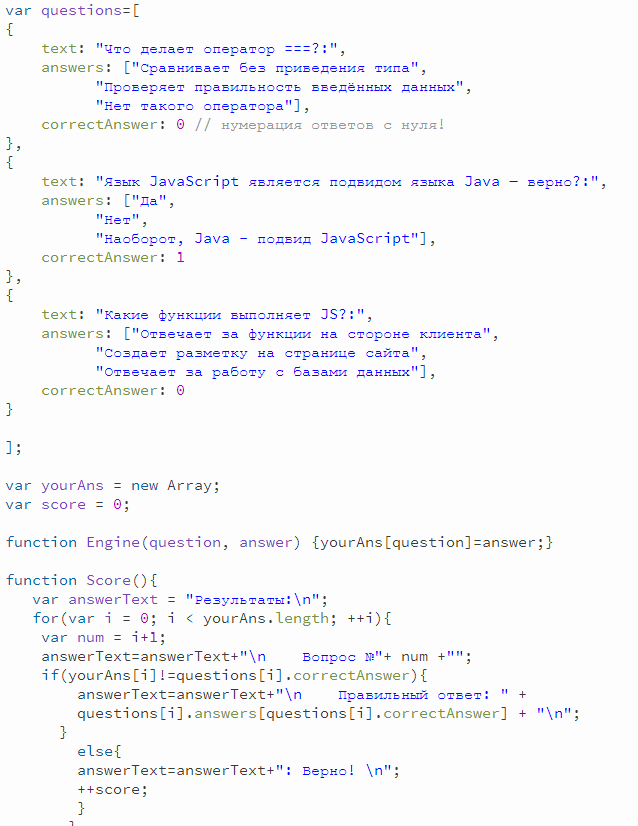 var questions=[
{
    text: "Что делает оператор ===?:",
    answers: ["Сравнивает без приведения типа",
          "Проверяет правильность введённых данных",
          "Нет такого оператора"],
    correctAnswer: 0 // нумерация ответов с нуля!
},
{
    text: "Язык JavaScript является подвидом языка Java – верно?:",
    answers: ["Да",
          "Нет",
          "Наоборот, Java – подвид JavaScript"],
    correctAnswer: 1
},
{
    text: "Какие функции выполняет JS?:",
    answers: ["Отвечает за функции на стороне клиента",
          "Создает разметку на странице сайта",
          "Отвечает за работу с базами данных"],
    correctAnswer: 0
}

];

var yourAns = new Array;
var score = 0;

function Engine(question, answer) {yourAns[question]=answer;}

function Score(){
   var answerText = "Результаты:\n";
   for(var i = 0; i < yourAns.length; ++i){
    var num = i+1;
    answerText=answerText+"\n    Вопрос №"+ num +"";
    if(yourAns[i]!=questions[i].correctAnswer){
        answerText=answerText+"\n    Правильный ответ: " +
        questions[i].answers[questions[i].correctAnswer] + "\n";
      }
        else{
        answerText=answerText+": Верно! \n";
        ++score;
        }
       }